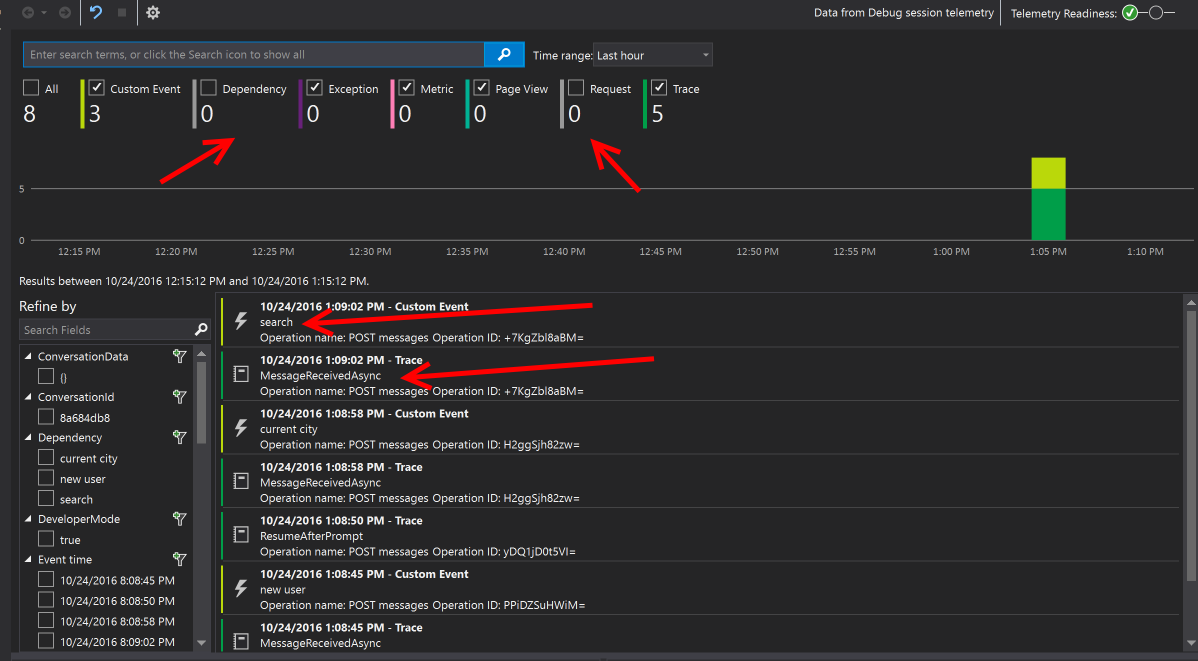 Data from Debug session telemetry
Telemetry Readiness:
Enter search terms, or click the Search icon to show all
Time range: Last hour
All Custom Event Dependency Exception Metric Page View Request Trace
8 3 0 0 0 0 0 5
5
0
12:15 PM 12:20 PM 12:25 PM 12:30 PM 12:35 PM 12:40 PM 12:45 PM 12:50 PM 12:55 PM 1:00 PM 1:05 PM 1:10 PM
Results between 10/24/2016 12:15:12 PM and 10/24/2016 1:15:12 PM.
Refine by
Search Fields
ConversationData
()
ConversationId
8a684db8
Dependency
current city
new user
search
DeveloperMode
true
Event time
10/24/2016 8:08:45 PM
10/24/2016 8:08:50 PM
10/24/2016 8:08:58 PM
10/24/2016 8:09:02 PM
10/24/2016 1:09:02 PM - Custom Event
search
Operation name: POST messages Operation ID: +7KgZbl8aBM=
10/24/2016 1:09:02 PM - Trace
MessageReceivedAsync
Operation name: POST messages Operation ID: +7KgZbl8aBM=
10/24/2016 1:08:58 PM - Custom Event
current city
Operation name: POST messages Operation ID: H2ggSjh82zw=
10/24/2016 1:08:58 PM - Trace
MessageReceivedAsync
Operation name: POST messages Operation ID: H2ggSjh82zw=
10/24/2016 1:08:50 PM - Trace
ResumeAfterPrompt
Operation name: POST messages Operation ID: yDQ1jD0t5VI=
10/24/2016 1:08:45 PM - Custom Event
new user
Operation name: POST messages Operation ID: PPiDZSuHWiM=
10/24/2016 1:08:45 PM - Trace
MessageReceivedAsync